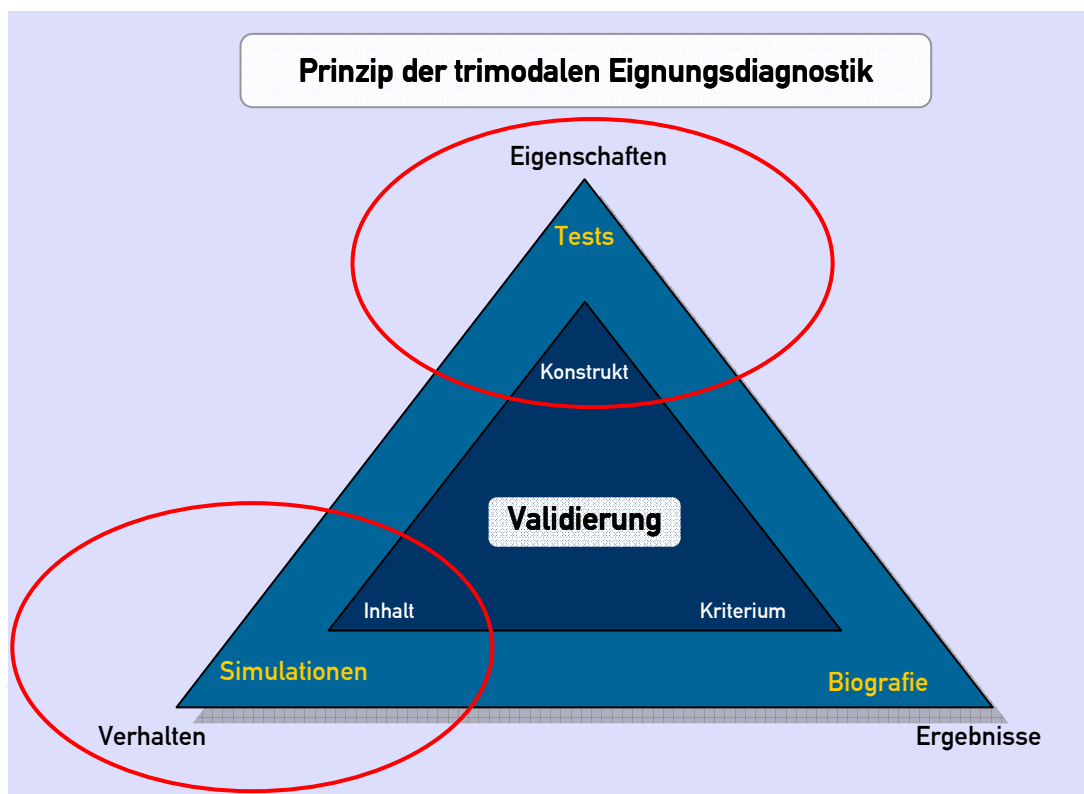 Prinzip der trimodalen Eignungsdiagnostik
Eigenschaften
Tests
Konstrukt
Validierung
Inhalt
Kriterium
Simulationen
Biografie
Verhalten
Ergebnisse